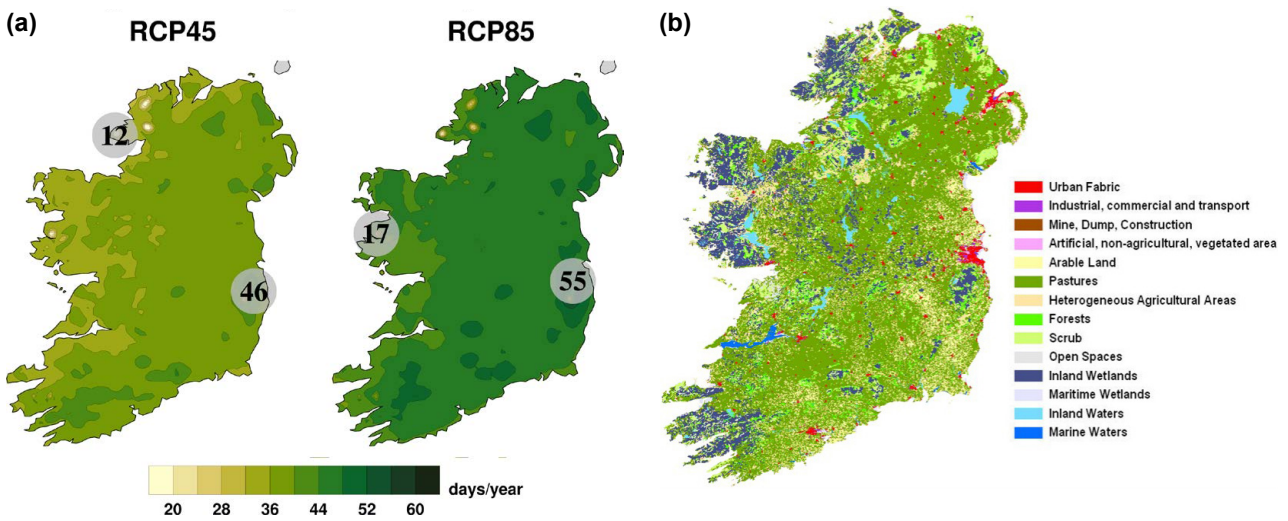 (a)
RCP45
RCP85
12
46
17
55
20 28 36 44 52 60
days/year
(b)
Urban Fabric
Industrial, commercial and transport
Mine, Dump, Construction
Artificial, non-agricultural, vegetated area
Arable Land
Pastures
Heterogeneous Agricultural Areas
Forests
Scrub
Open Spaces
Inland Wetlands
Maritime Wetlands
Inland Waters
Marine Waters